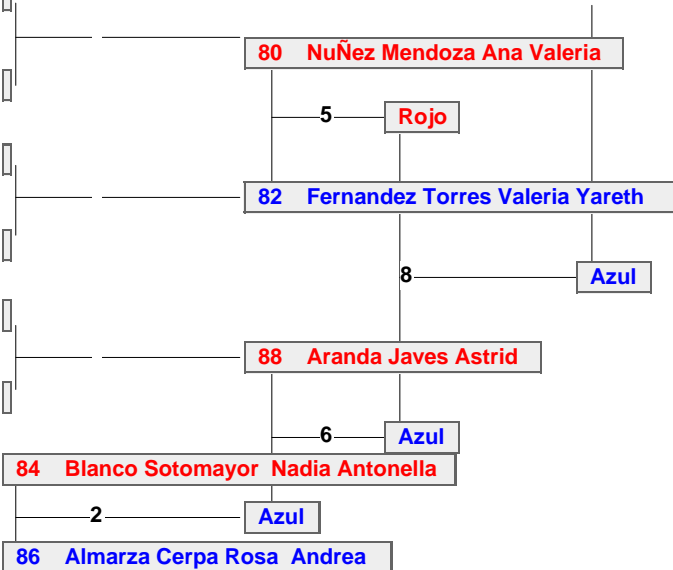 80 NuÑez Mendoza Ana Valeria
5 Rojo
82 Fernandez Torres Valeria Yareth
8 Azul
88 Aranda Javes Astrid
6 Azul
84 Blanco Sotomayor Nadia Antonella
2 Azul
86 Almarza Cerpa Rosa Andrea